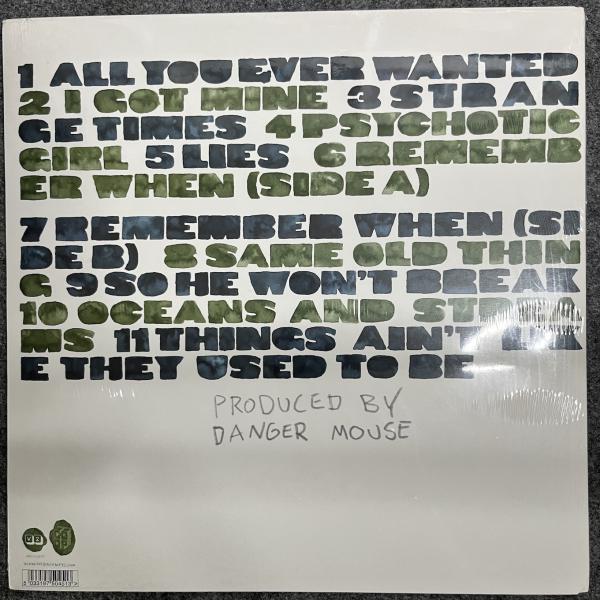 1 ALL YOU EVER WANTED
2 I GOT MINE 3 STRAN
GE TIMES 4 PSYCHOTIC
GIRL 5 LIES 6 REMEMB
ER WHEN (SIDE A)
7 REMEMBER WHEN (SI
DE B) 8 SAME OLD THIN
G 9 SO HE WON'T BREAK
10 OCEANS AND STREA
MS 11 THINGS AIN'T LIK
E THEY USED TO BE
PRODUCED BY
DANGER MOUSE
V2